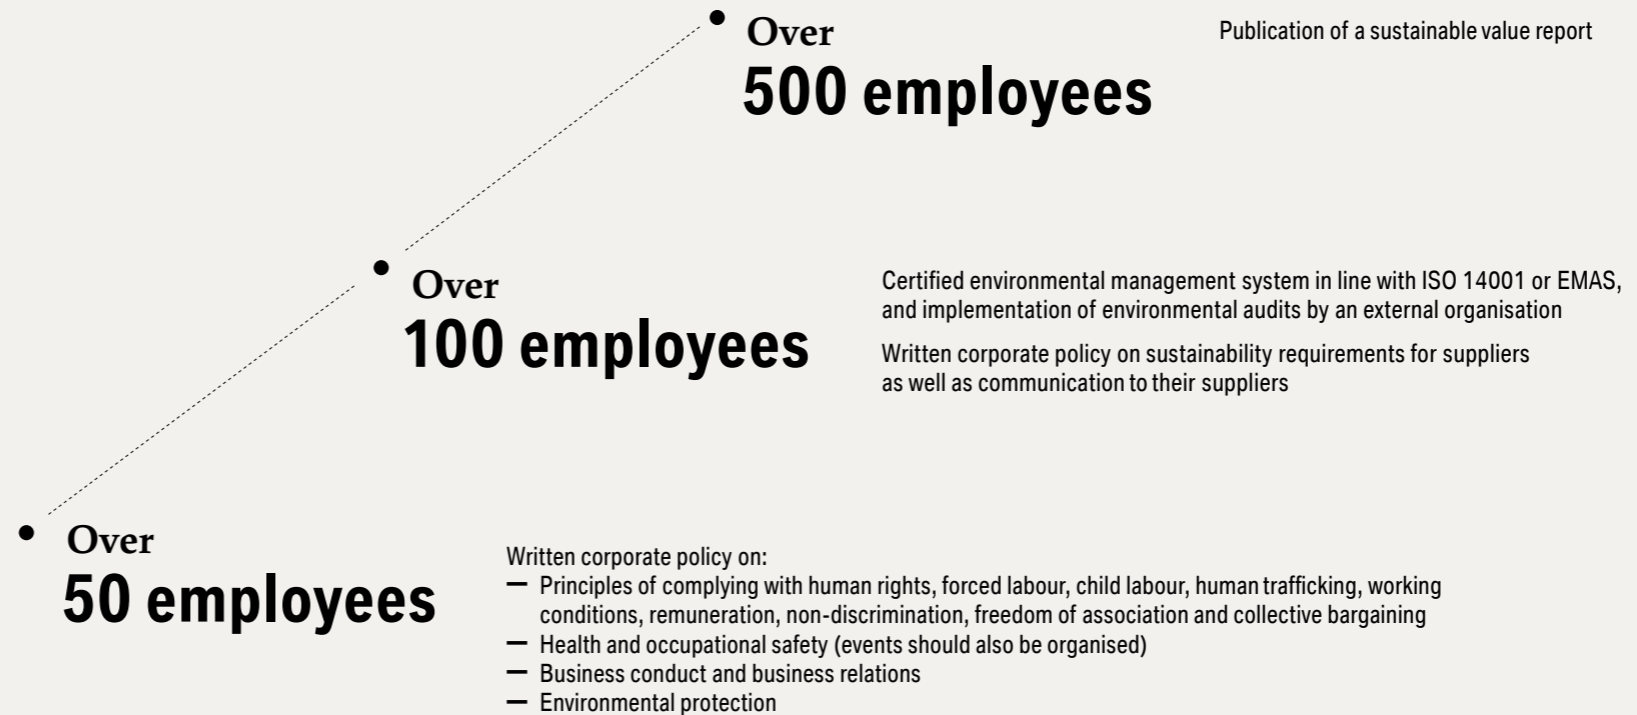 Over
500 employees
Publication of a sustainable value report
Over
100 employees
Certified environmental management system in line with ISO 14001 or EMAS,
and implementation of environmental audits by an external organisation
Written corporate policy on sustainability requirements for suppliers
as well as communication to their suppliers
Over
50 employees
Written corporate policy on:
— Principles of complying with human rights, forced labour, child labour, human trafficking, working
conditions, remuneration, non-discrimination, freedom of association and collective bargaining
— Health and occupational safety (events should also be organised)
— Business conduct and business relations
— Environmental protection